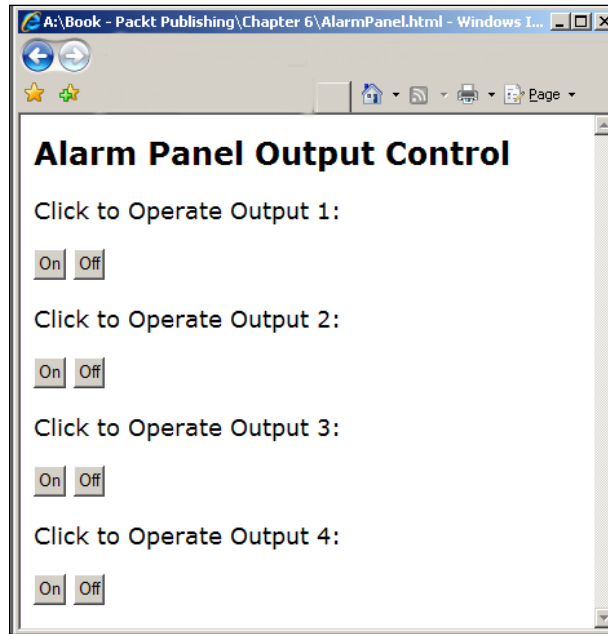 A:\Book - Packt Publishing\Chapter 6\AlarmPanel.html - Windows I...
Page
Alarm Panel Output Control
Click to Operate Output 1:
On Off
Click to Operate Output 2:
On Off
Click to Operate Output 3:
On Off
Click to Operate Output 4:
On Off